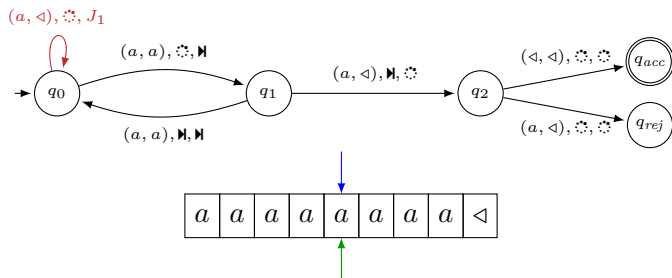 (a, ◃), ◌, J₁
(a, a), ◌, ⏯
(a, ◃), ⏯, ◌
(◃, ◃), ◌, ◌
q₀
q₁
q₂
q_acc
q_rej
(a, a), ⏯, ⏯
(a, ◃), ◌, ◌
a a a a a a a a ◃